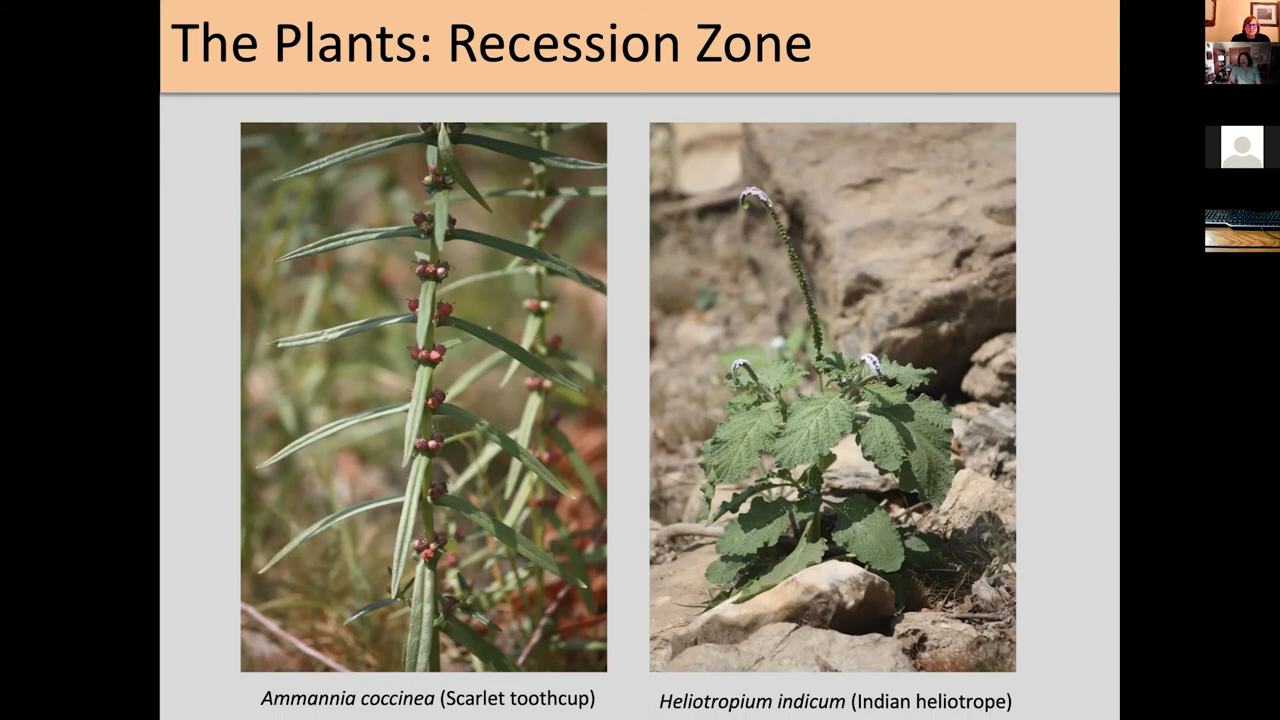 The Plants: Recession Zone
Ammannia coccinea (Scarlet toothcup)
Heliotropium indicum (Indian heliotrope)